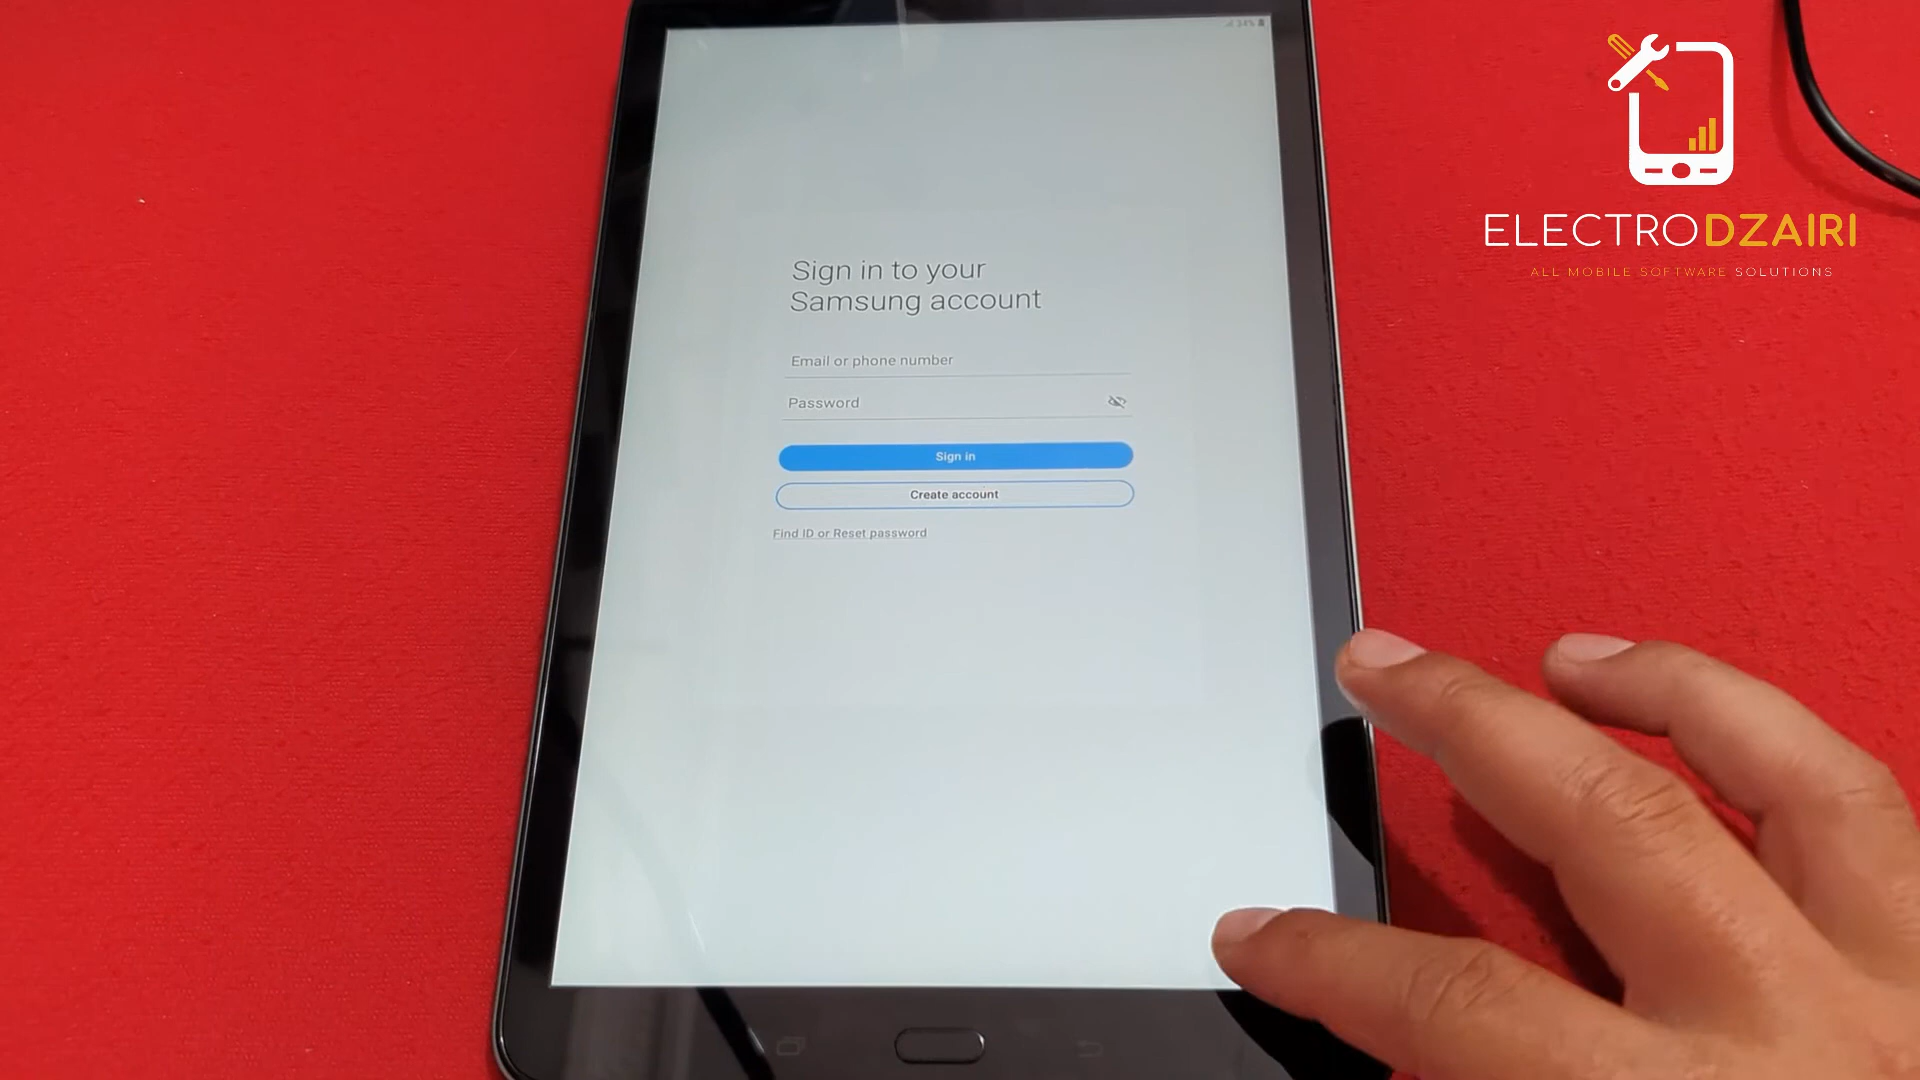 Sign in to your
Samsung account
Email or phone number
Password
Sign in
Create account
Find ID or Reset password
ELECTRODZAIRI
ALL MOBILE SOFTWARE SOLUTIONS